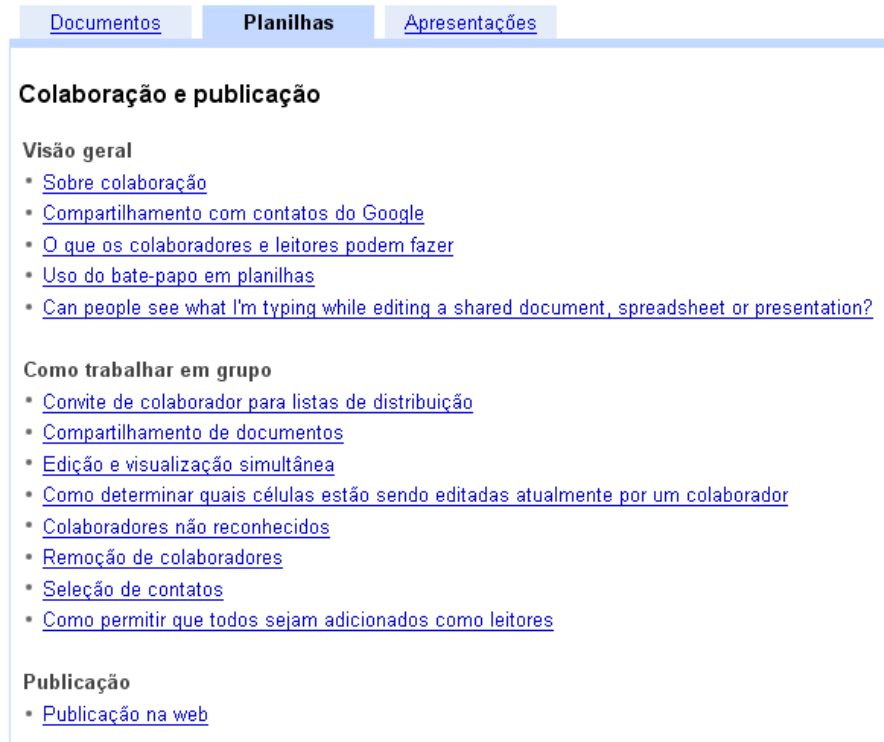 Documentos Planilhas Apresentações
Colaboração e publicação
Visão geral
• Sobre colaboração
• Compartilhamento com contatos do Google
• O que os colaboradores e leitores podem fazer
• Uso do bate-papo em planilhas
• Can people see what I'm typing while editing a shared document, spreadsheet or presentation?
Como trabalhar em grupo
• Convite de colaborador para listas de distribuição
• Compartilhamento de documentos
• Edição e visualização simultânea
• Como determinar quais células estão sendo editadas atualmente por um colaborador
• Colaboradores não reconhecidos
• Remoção de colaboradores
• Seleção de contatos
• Como permitir que todos sejam adicionados como leitores
Publicação
• Publicação na web